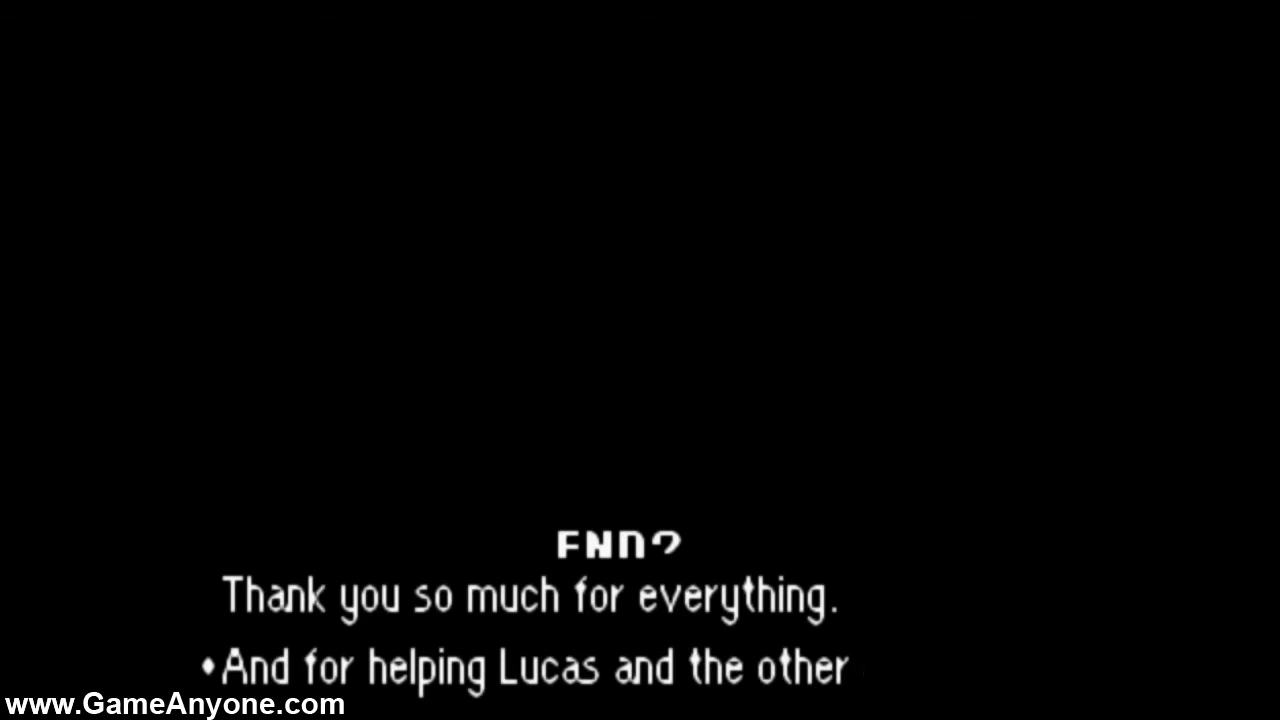 END?
Thank you so much for everything.
•And for helping Lucas and the other
www.GameAnyone.com